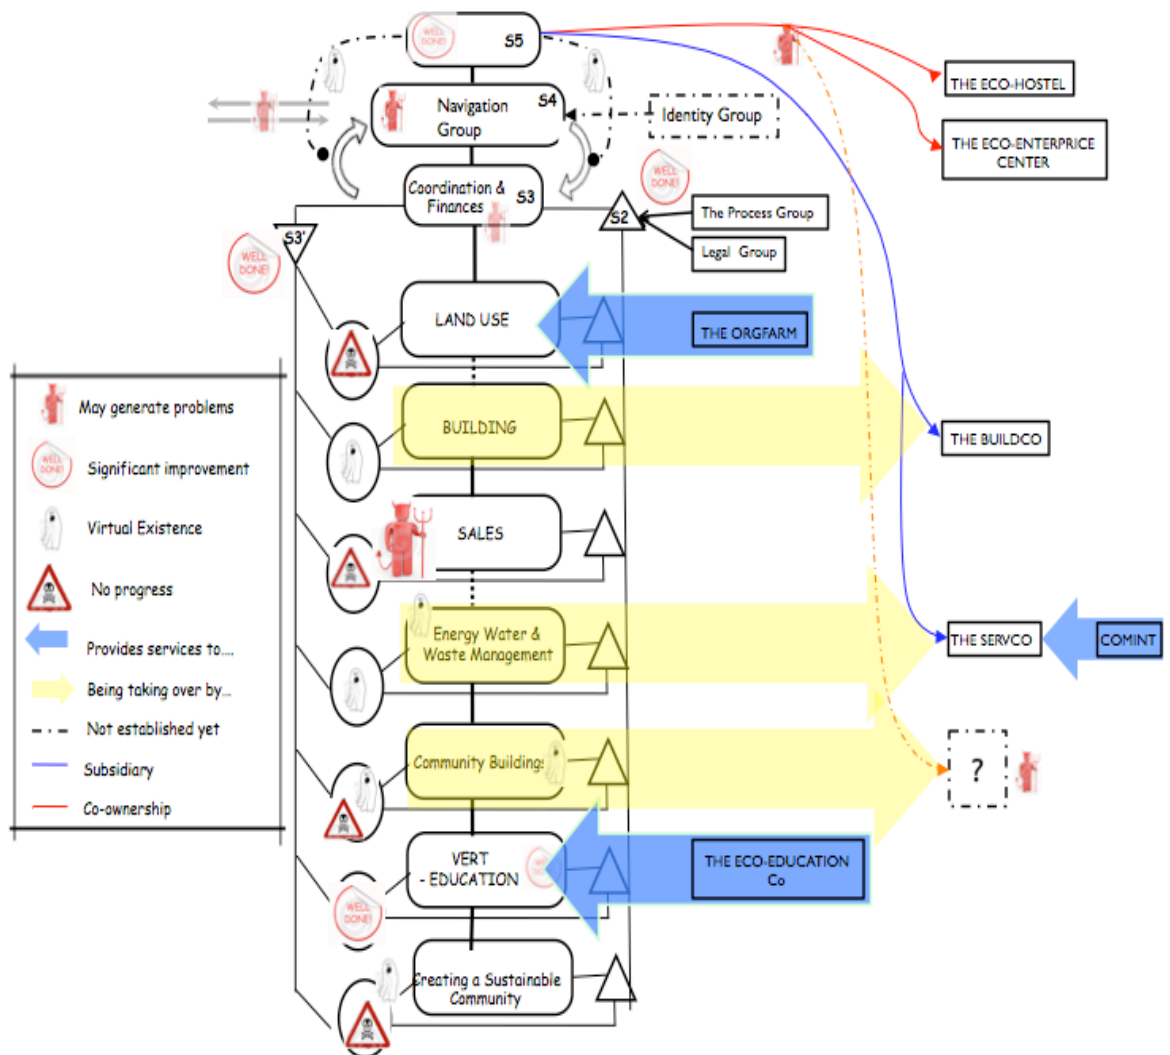 WELL DONE!
S5
S4
Navigation
Group
Identity Group
THE ECO-HOSTEL
THE ECO-ENTERPRICE
CENTER
Coordination &
Finances
S3
WELL DONE!
S2
The Process Group
Legal Group
S3'
WELL DONE!
LAND USE
THE ORGFARM
May generate problems
WELL DONE!
Significant improvement
Virtual Existence
No progress
Provides services to....
Being taking over by...
Not established yet
Subsidiary
Co-ownership
BUILDING
THE BUILDCO
SALES
Energy Water &
Waste Management
THE SERVCO
COMINT
Community Buildings
?
VERT
- EDUCATION
WELL DONE!
THE ECO-EDUCATION
Co
WELL
DONE!
Creating a Sustainable
Community